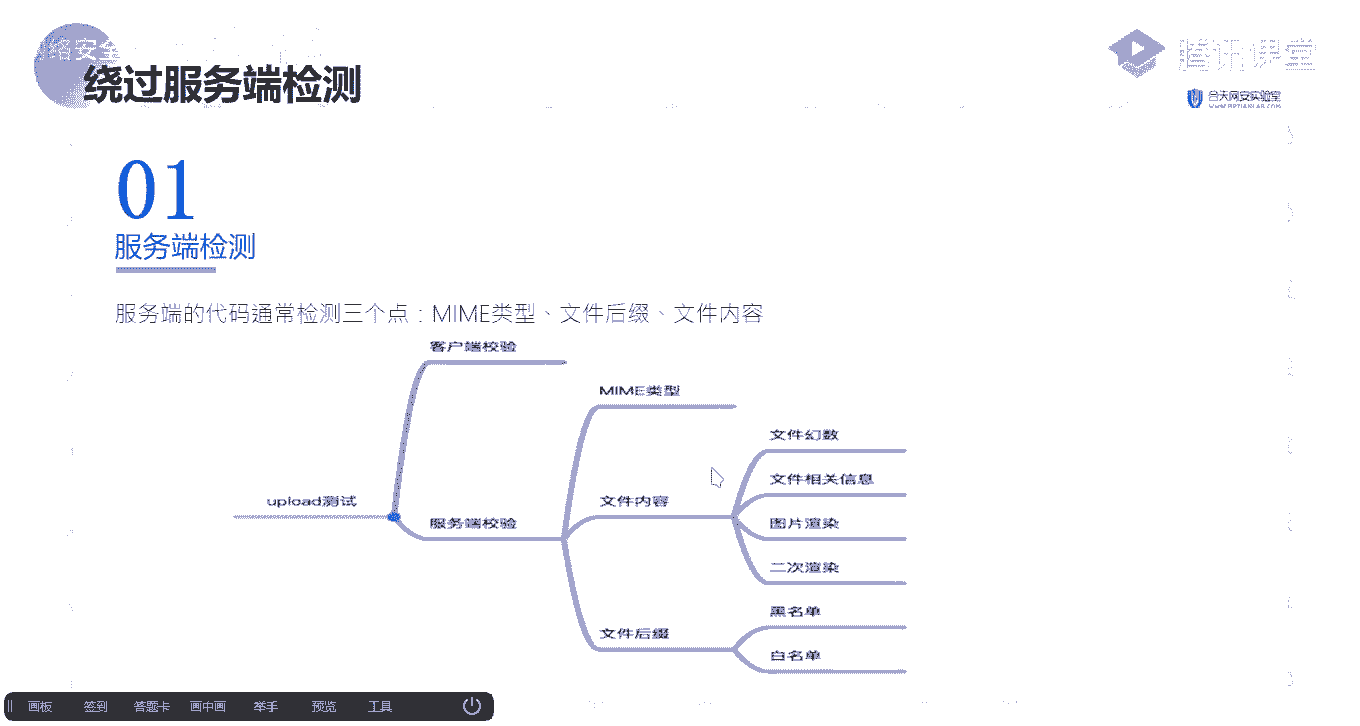 络安全
绕过服务端检测
腾讯课堂
合天网安实验室
01
服务端检测
服务端的代码通常检测三个点：MIME类型、文件后缀、文件内容
客户端校验
MIME类型
文件幻数
文件相关信息
upload测试
文件内容
服务端校验
图片渲染
二次渲染
黑名单
文件后缀
白名单
画板 签到 答题卡 画中画 举手 预览 工具